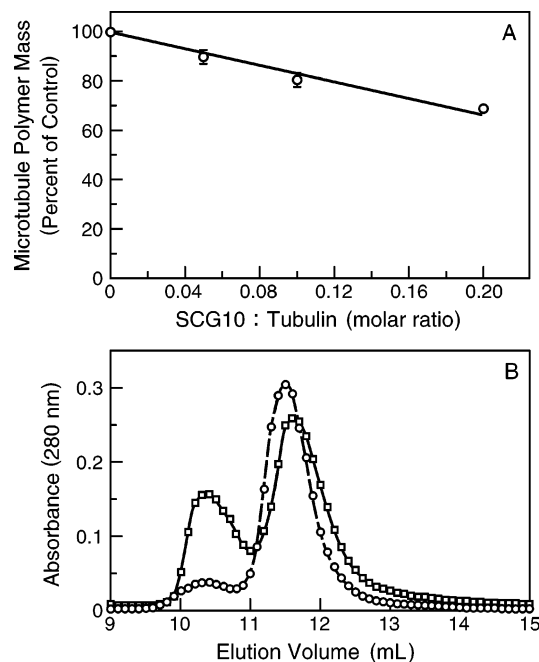 A
Microtubule Polymer Mass
(Percent of Control)
100
80
60
40
20
0
0 0.04 0.08 0.12 0.16 0.20
SCG10 : Tubulin (molar ratio)
B
Absorbance (280 nm)
0.3
0.2
0.1
0
9 10 11 12 13 14 15
Elution Volume (mL)